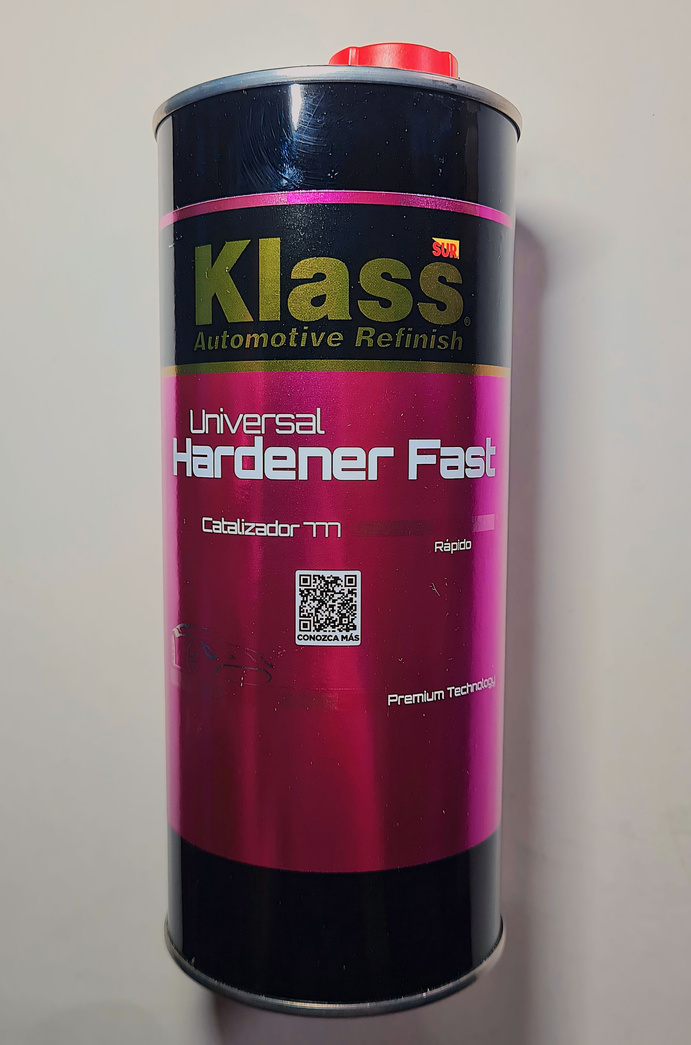 SUR
Klass®
Automotive Refinish
Universal
Hardener Fast
Catalizador 777
Rápido
CONOZCA MÁS
Premium Technology